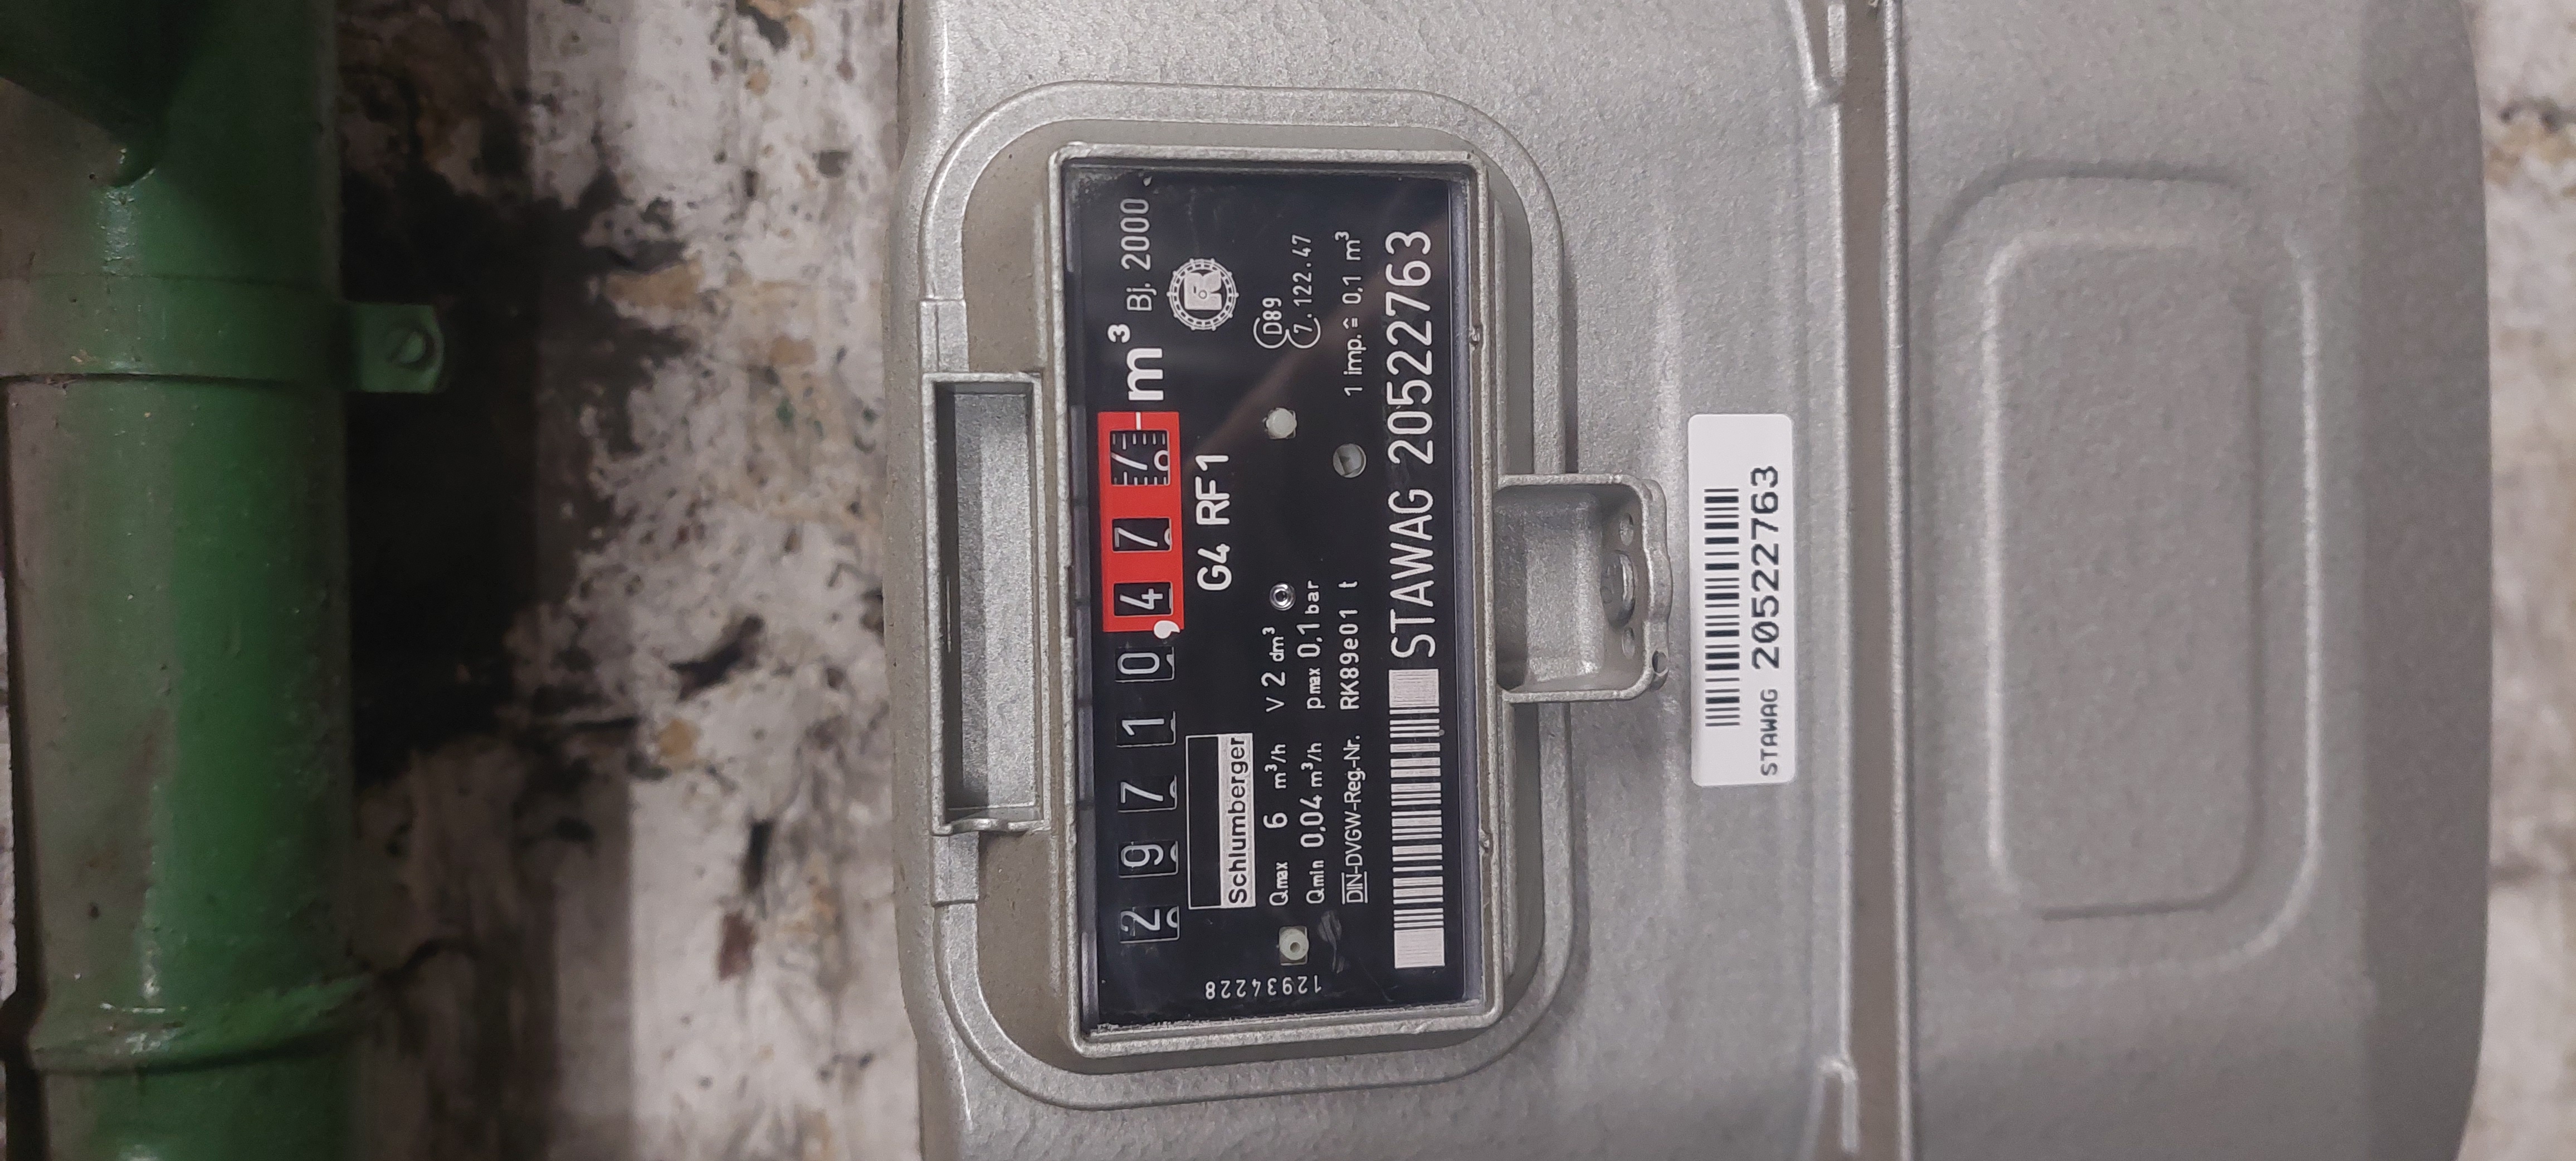 29710,477 m³ Bj. 2000
G4 RF1
Schlumberger
12934228
Qmax 6 m³/h V 2 dm³
Qmin 0,04 m³/h pmax 0,1 bar
D89
7.122.47
DIN-DVGW-Reg.-Nr. RK89e01 t
1 imp. ≙ 0,1 m³
STAWAG 20522763
STAWAG 20522763